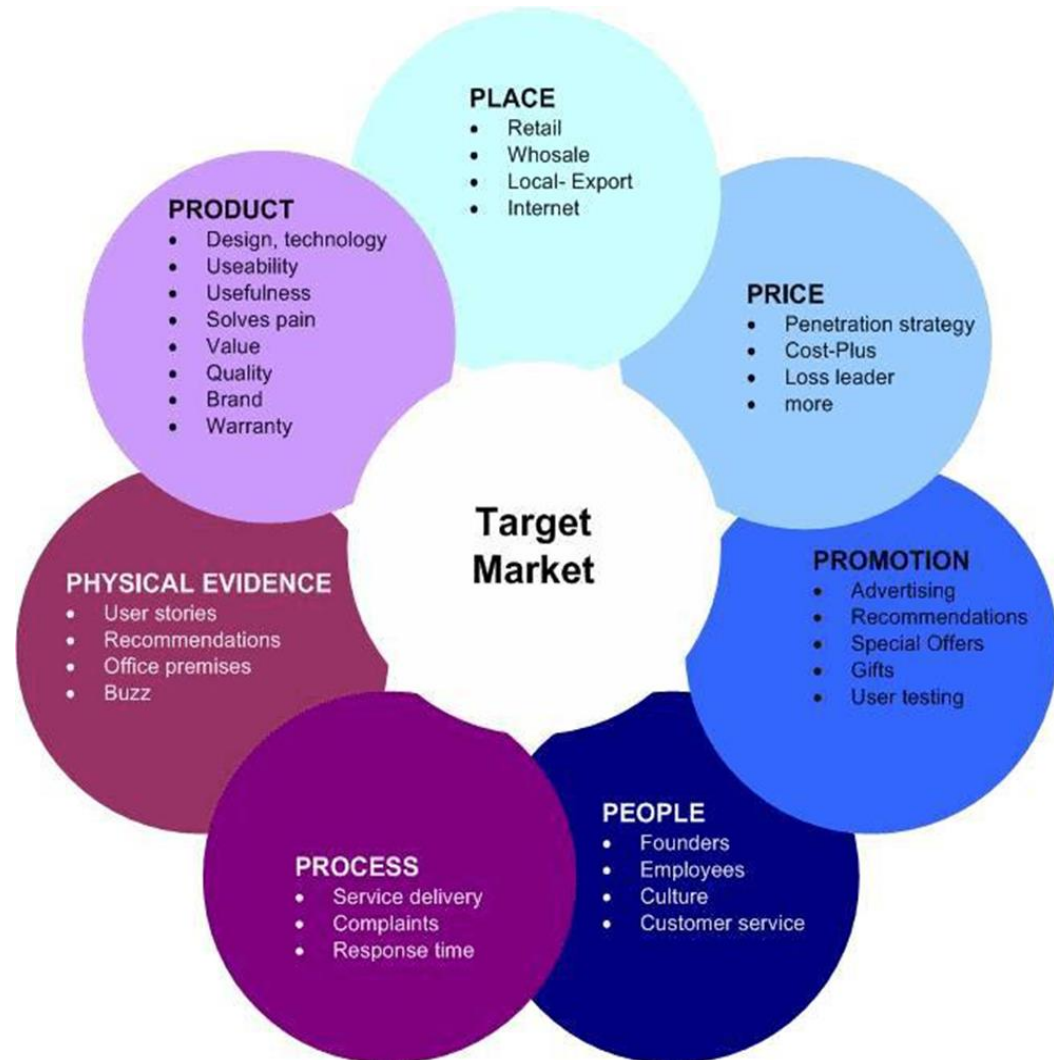 PLACE
• Retail
• Whosale
• Local- Export
• Internet
PRICE
• Penetration strategy
• Cost-Plus
• Loss leader
• more
PROMOTION
• Advertising
• Recommendations
• Special Offers
• Gifts
• User testing
PEOPLE
• Founders
• Employees
• Culture
• Customer service
PROCESS
• Service delivery
• Complaints
• Response time
PHYSICAL EVIDENCE
• User stories
• Recommendations
• Office premises
• Buzz
PRODUCT
• Design, technology
• Useability
• Usefulness
• Solves pain
• Value
• Quality
• Brand
• Warranty
Target
Market